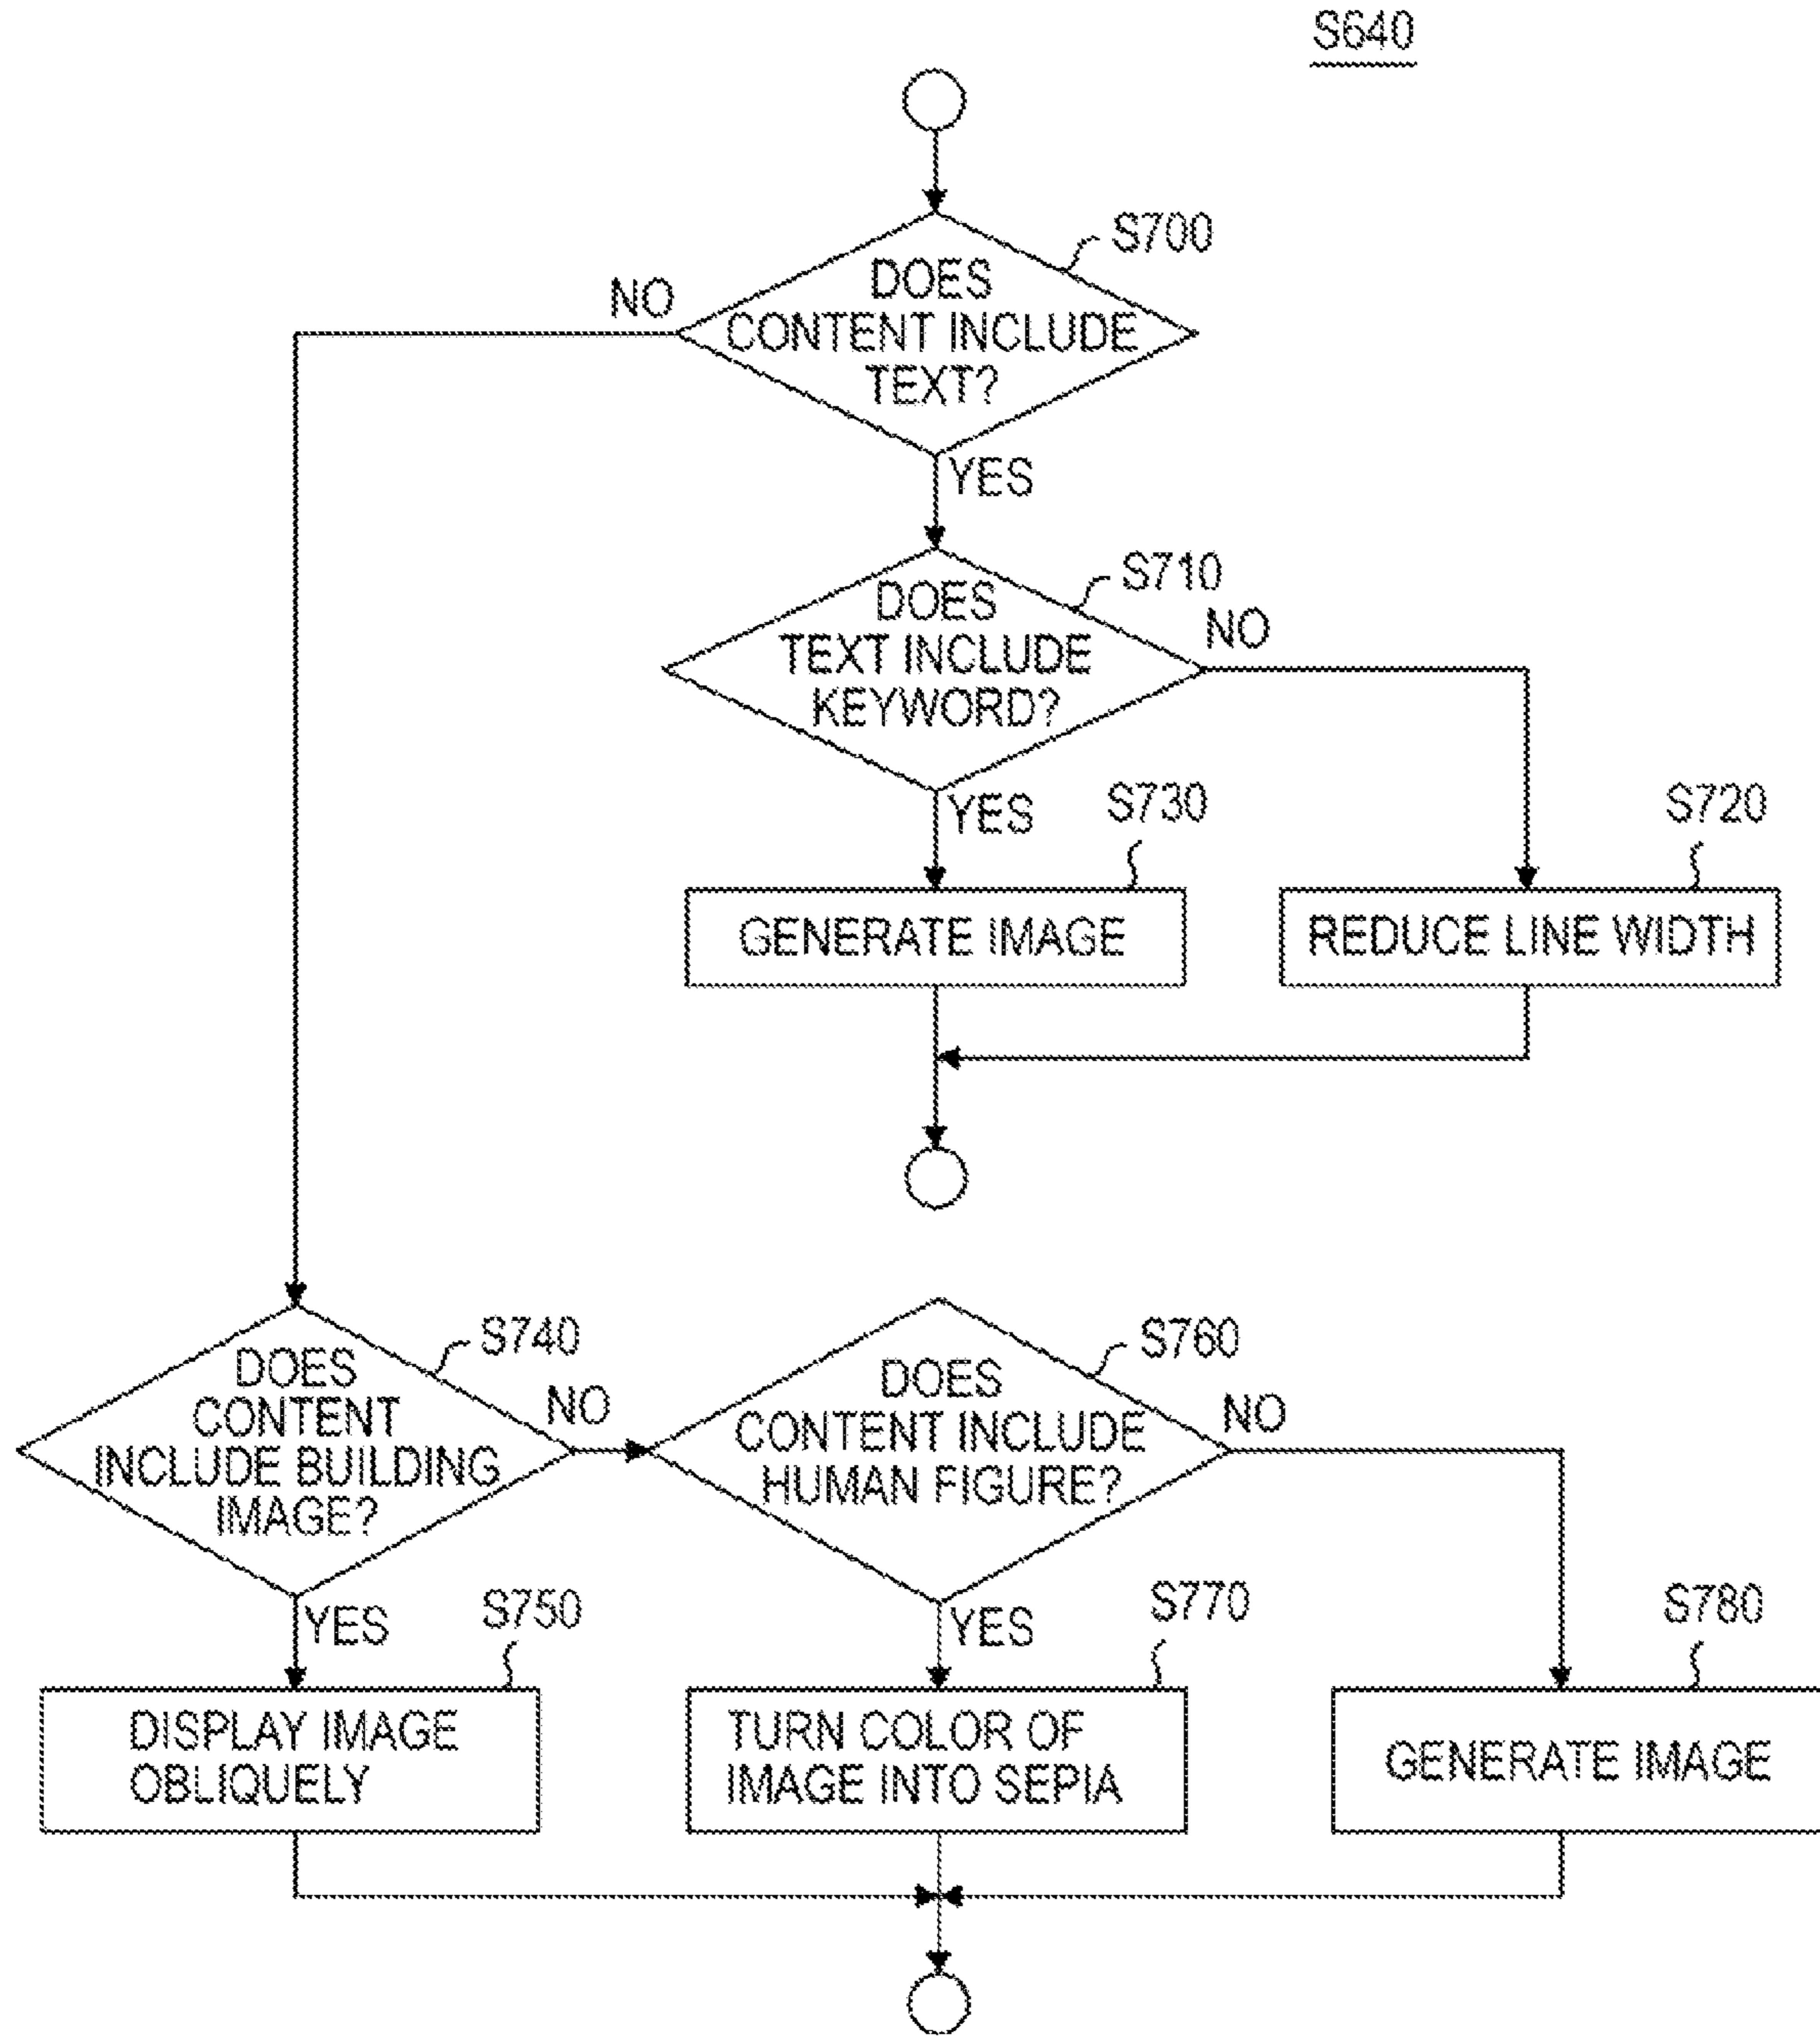 S640
S700
NO
DOES
CONTENT INCLUDE
TEXT?
YES
S710
DOES
TEXT INCLUDE
KEYWORD?
NO
YES
S730
S720
GENERATE IMAGE
REDUCE LINE WIDTH
S740
DOES
CONTENT
INCLUDE BUILDING
IMAGE?
NO
S760
DOES
CONTENT INCLUDE
HUMAN FIGURE?
NO
YES
S750
YES
S770
S780
DISPLAY IMAGE
OBLIQUELY
TURN COLOR OF
IMAGE INTO SEPIA
GENERATE IMAGE